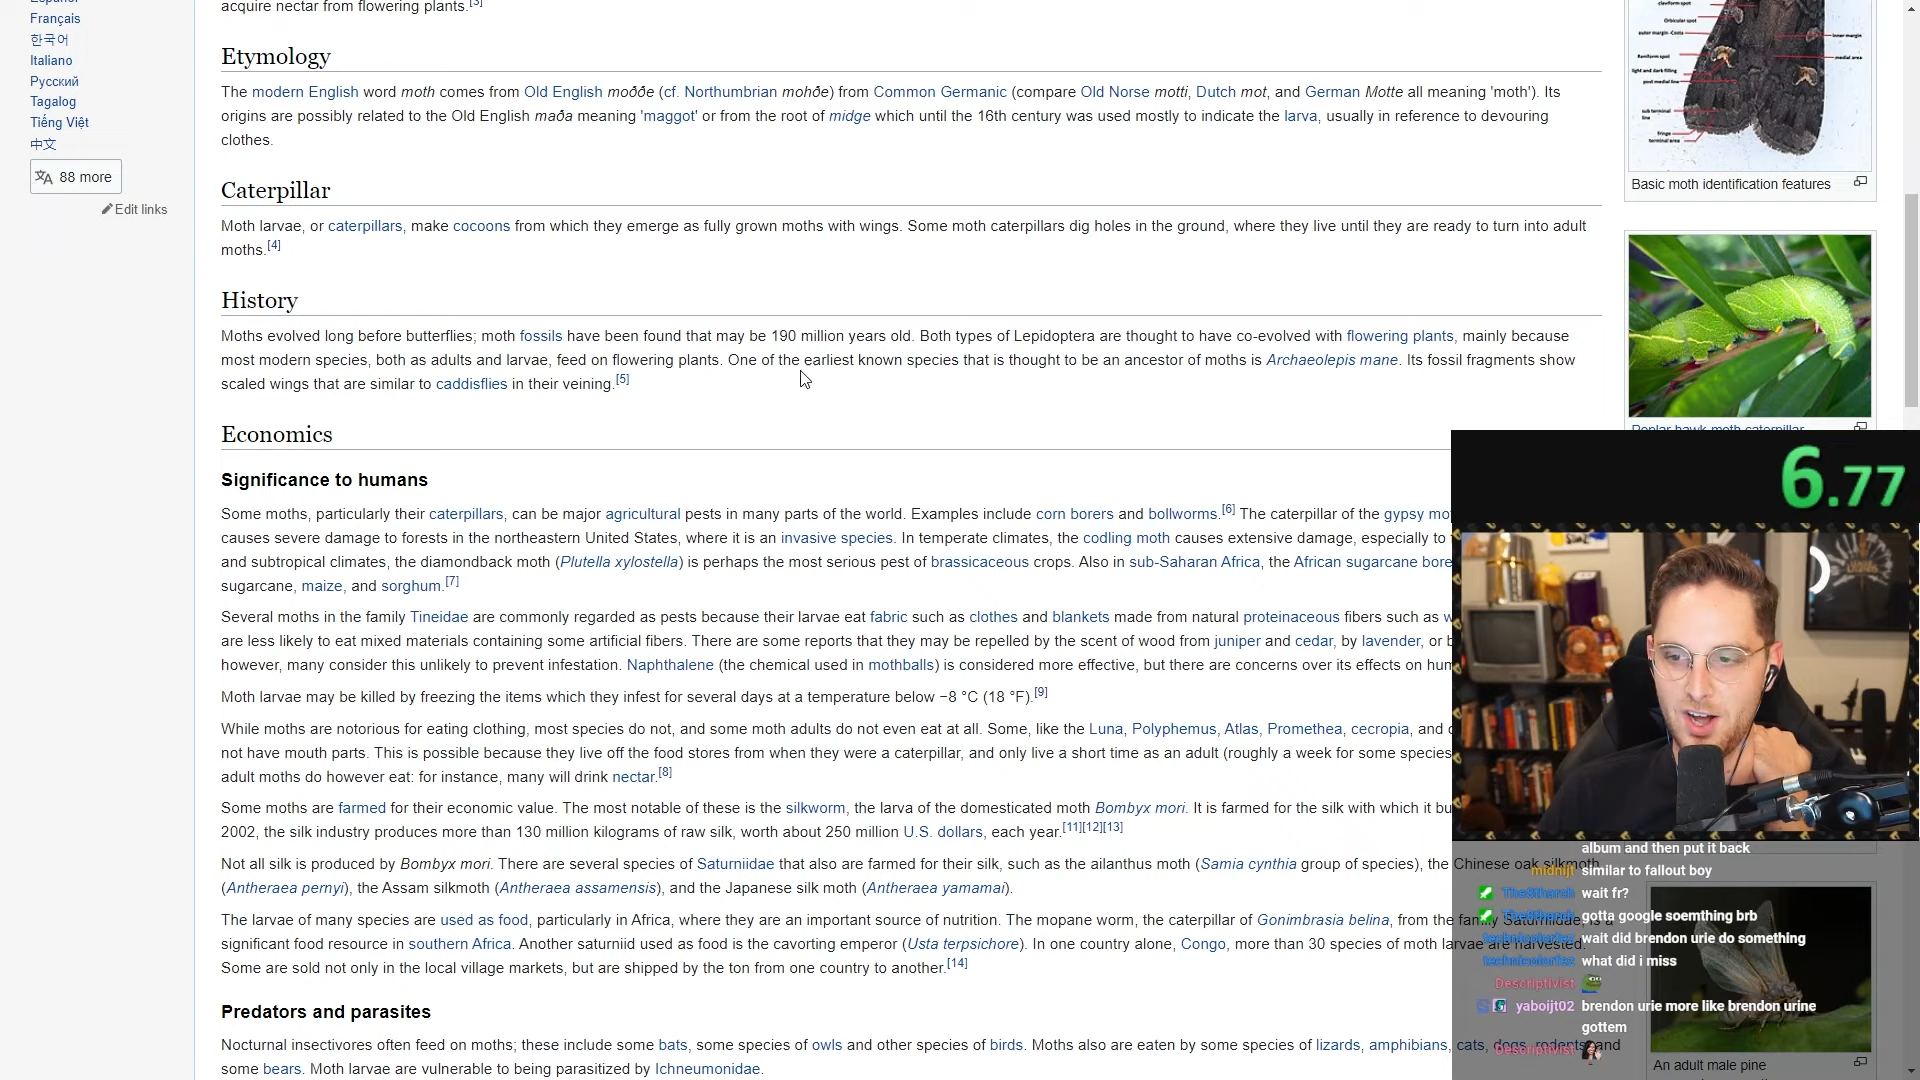 Français
한국어
Italiano
Русский
Tagalog
Tiếng Việt
中文
88 more
Edit links
acquire nectar from flowering plants.[3]
Etymology
The modern English word moth comes from Old English moððe (cf. Northumbrian mohðe) from Common Germanic (compare Old Norse motti, Dutch mot, and German Motte all meaning 'moth'). Its
origins are possibly related to the Old English maða meaning 'maggot' or from the root of midge which until the 16th century was used mostly to indicate the larva, usually in reference to devouring
clothes.
Caterpillar
Moth larvae, or caterpillars, make cocoons from which they emerge as fully grown moths with wings. Some moth caterpillars dig holes in the ground, where they live until they are ready to turn into adult
moths.[4]
History
Moths evolved long before butterflies; moth fossils have been found that may be 190 million years old. Both types of Lepidoptera are thought to have co-evolved with flowering plants, mainly because
most modern species, both as adults and larvae, feed on flowering plants. One of the earliest known species that is thought to be an ancestor of moths is Archaeolepis mane. Its fossil fragments show
scaled wings that are similar to caddisflies in their veining.[5]
Economics
Significance to humans
Some moths, particularly their caterpillars, can be major agricultural pests in many parts of the world. Examples include corn borers and bollworms.[6] The caterpillar of the gypsy mo
causes severe damage to forests in the northeastern United States, where it is an invasive species. In temperate climates, the codling moth causes extensive damage, especially to
and subtropical climates, the diamondback moth (Plutella xylostella) is perhaps the most serious pest of brassicaceous crops. Also in sub-Saharan Africa, the African sugarcane bore
sugarcane, maize, and sorghum.[7]
Several moths in the family Tineidae are commonly regarded as pests because their larvae eat fabric such as clothes and blankets made from natural proteinaceous fibers such as w
are less likely to eat mixed materials containing some artificial fibers. There are some reports that they may be repelled by the scent of wood from juniper and cedar, by lavender, or b
however, many consider this unlikely to prevent infestation. Naphthalene (the chemical used in mothballs) is considered more effective, but there are concerns over its effects on hum
Moth larvae may be killed by freezing the items which they infest for several days at a temperature below −8 °C (18 °F).[9]
While moths are notorious for eating clothing, most species do not, and some moth adults do not even eat at all. Some, like the Luna, Polyphemus, Atlas, Promethea, cecropia, and
not have mouth parts. This is possible because they live off the food stores from when they were a caterpillar, and only live a short time as an adult (roughly a week for some species
adult moths do however eat: for instance, many will drink nectar.[8]
Some moths are farmed for their economic value. The most notable of these is the silkworm, the larva of the domesticated moth Bombyx mori. It is farmed for the silk with which it bu
2002, the silk industry produces more than 130 million kilograms of raw silk, worth about 250 million U.S. dollars, each year.[11][12][13]
Not all silk is produced by Bombyx mori. There are several species of Saturniidae that also are farmed for their silk, such as the ailanthus moth (Samia cynthia group of species), the Chinese oak silkmoth
(Antheraea pernyi), the Assam silkmoth (Antheraea assamensis), and the Japanese silk moth (Antheraea yamamai).
The larvae of many species are used as food, particularly in Africa, where they are an important source of nutrition. The mopane worm, the caterpillar of Gonimbrasia belina, from the family Saturniidae, is a
significant food resource in southern Africa. Another saturniid used as food is the cavorting emperor (Usta terpsichore). In one country alone, Congo, more than 30 species of moth larvae are harvested.
Some are sold not only in the local village markets, but are shipped by the ton from one country to another.[14]
Predators and parasites
Nocturnal insectivores often feed on moths; these include some bats, some species of owls and other species of birds. Moths also are eaten by some species of lizards, amphibians, cats, dogs, rodents, and
some bears. Moth larvae are vulnerable to being parasitized by Ichneumonidae.
Orbicular spot
outer margin -Costa
inner margin
Reniform spot
medial area
light and dark filling
post medial line
sub terminal
line
fringe
terminal area
Basic moth identification features
Poplar hawk-moth caterpillar
6.77
album and then put it back
midnijt similar to fallout boy
wait fr?
gotta google soemthing brb
wait did brendon urie do something
what did i miss
Descriptivist
yaboijt02 brendon urie more like brendon urine
gottem
Descriptivist
An adult male pine